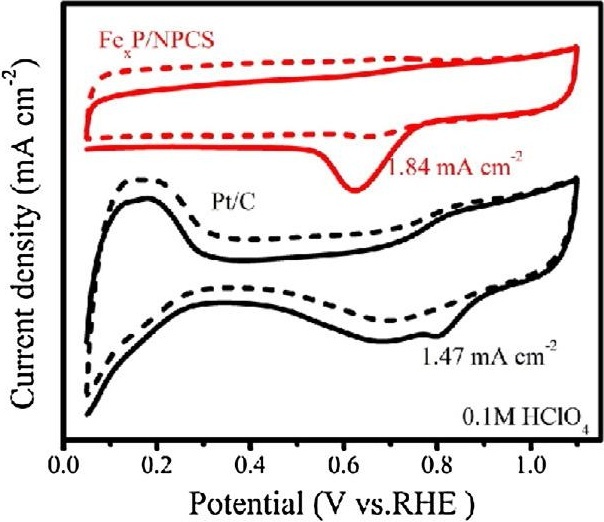 Current density (mA cm⁻²)
FeₓP/NPCS
1.84 mA cm⁻²
Pt/C
1.47 mA cm⁻²
0.1M HClO₄
0.0 0.2 0.4 0.6 0.8 1.0
Potential (V vs.RHE )